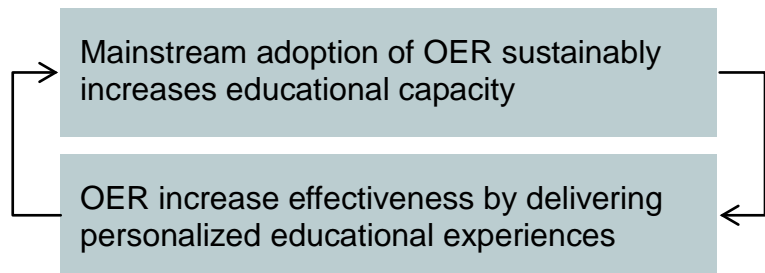 Mainstream adoption of OER sustainably
increases educational capacity
OER increase effectiveness by delivering
personalized educational experiences